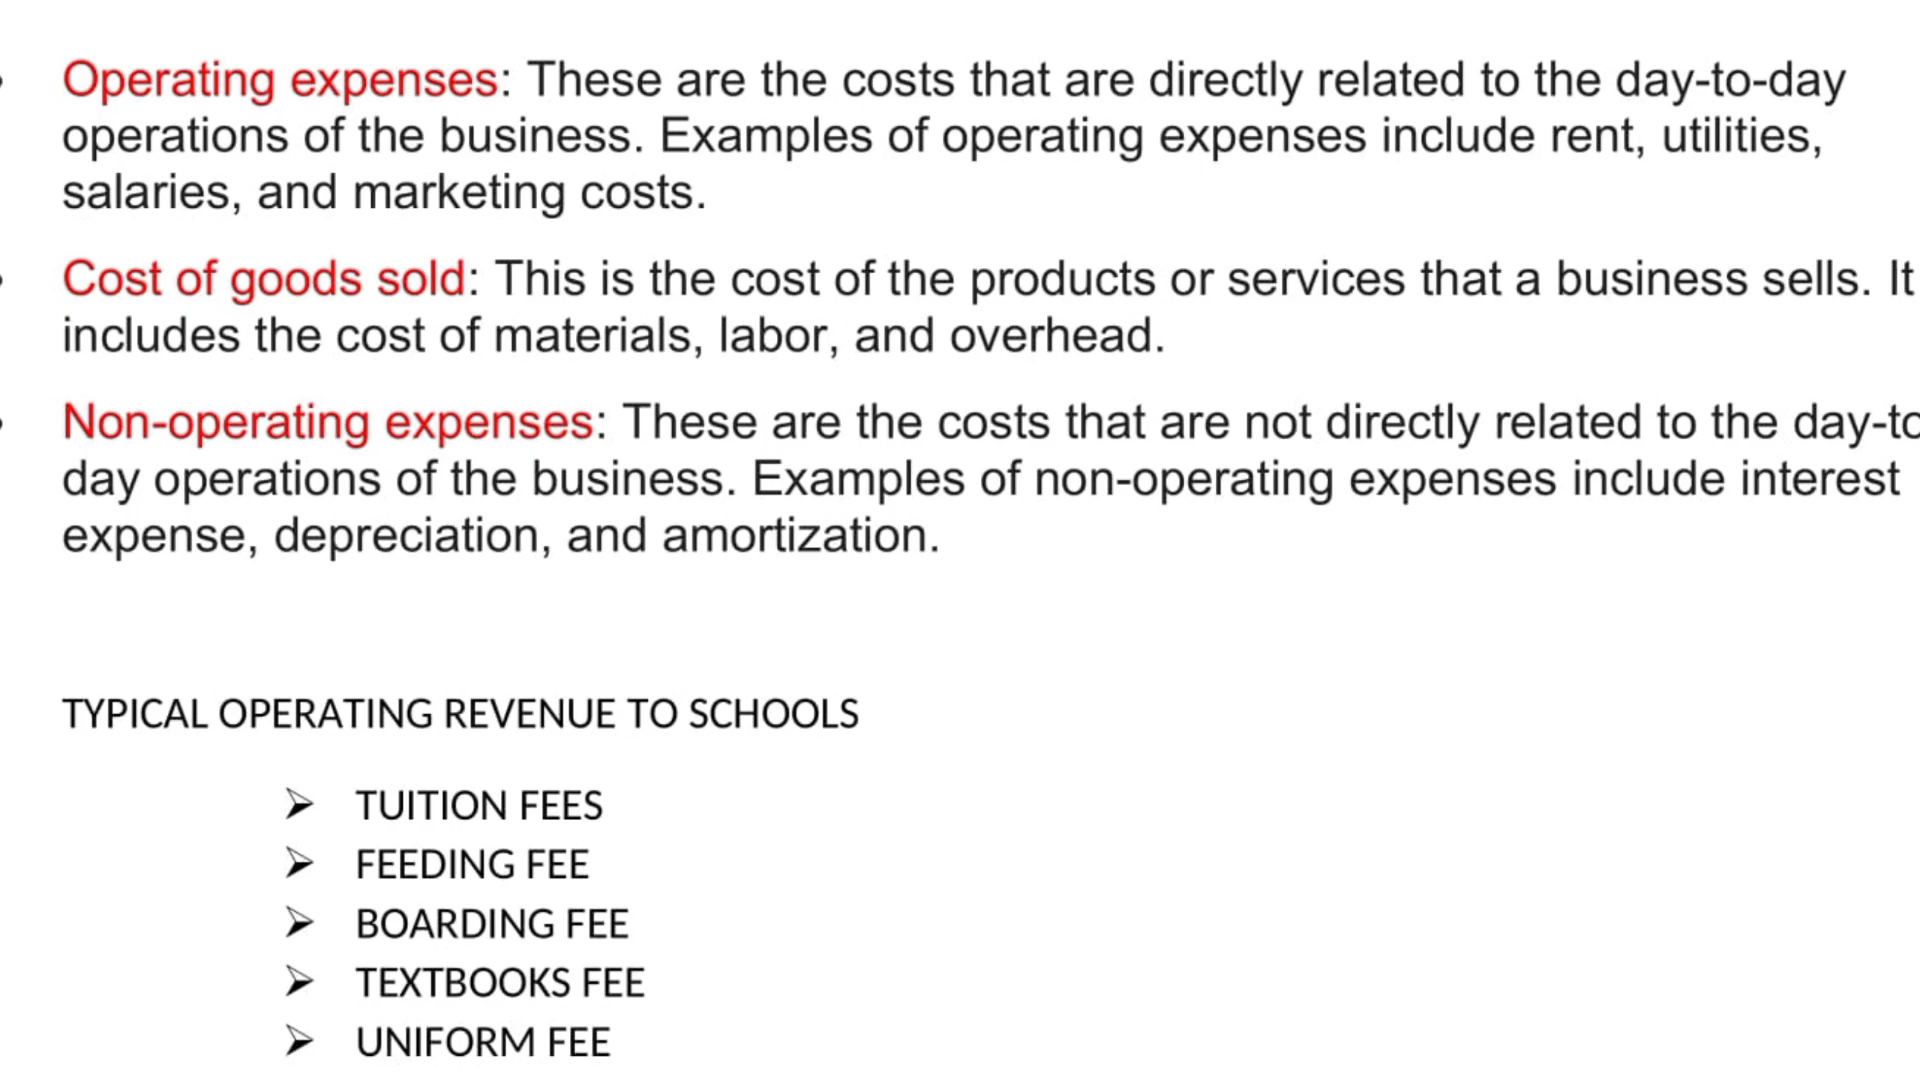 Operating expenses: These are the costs that are directly related to the day-to-day
operations of the business. Examples of operating expenses include rent, utilities,
salaries, and marketing costs.
Cost of goods sold: This is the cost of the products or services that a business sells. It
includes the cost of materials, labor, and overhead.
Non-operating expenses: These are the costs that are not directly related to the day-to
day operations of the business. Examples of non-operating expenses include interest
expense, depreciation, and amortization.
TYPICAL OPERATING REVENUE TO SCHOOLS
➢ TUITION FEES
➢ FEEDING FEE
➢ BOARDING FEE
➢ TEXTBOOKS FEE
➢ UNIFORM FEE